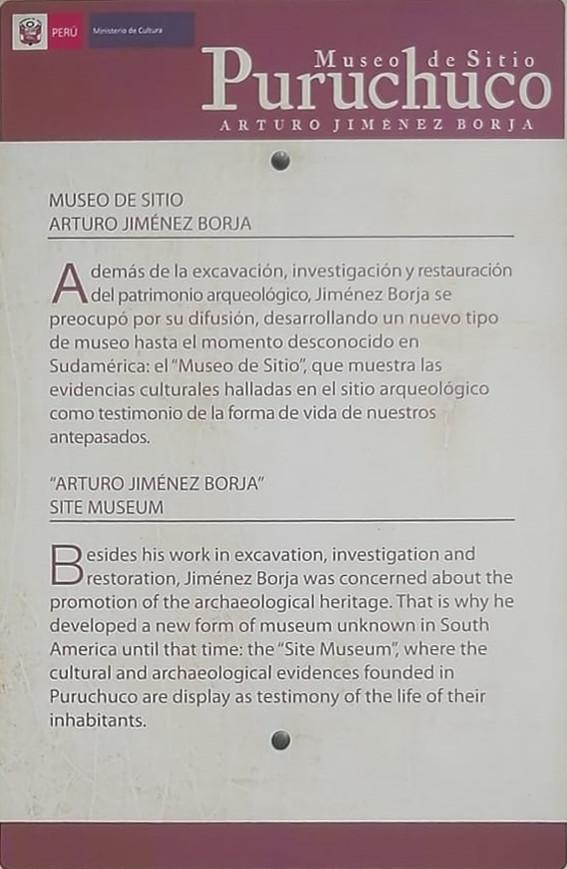 PERÚ
Ministerio de Cultura
Museo de Sitio
Puruchuco
ARTURO JIMÉNEZ BORJA
MUSEO DE SITIO
ARTURO JIMÉNEZ BORJA
Además de la excavación, investigación y restauración
del patrimonio arqueológico, Jiménez Borja se
preocupó por su difusión, desarrollando un nuevo tipo
de museo hasta el momento desconocido en
Sudamérica: el “Museo de Sitio”, que muestra las
evidencias culturales halladas en el sitio arqueológico
como testimonio de la forma de vida de nuestros
antepasados.
“ARTURO JIMÉNEZ BORJA”
SITE MUSEUM
Besides his work in excavation, investigation and
restoration, Jiménez Borja was concerned about the
promotion of the archaeological heritage. That is why he
developed a new form of museum unknown in South
America until that time: the “Site Museum”, where the
cultural and archaeological evidences founded in
Puruchuco are display as testimony of the life of their
inhabitants.